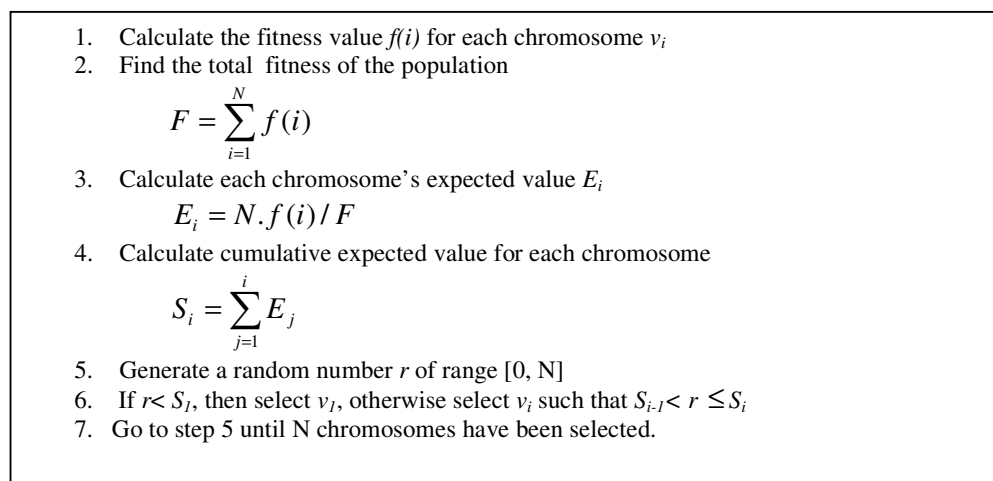 1. Calculate the fitness value f(i) for each chromosome v_i
2. Find the total fitness of the population
F = \sum_{i=1}^{N} f(i)
3. Calculate each chromosome's expected value E_i
E_i = N.f(i) / F
4. Calculate cumulative expected value for each chromosome
S_i = \sum_{j=1}^{i} E_j
5. Generate a random number r of range [0, N]
6. If r< S_1, then select v_1, otherwise select v_i such that S_{i-1}< r ≤ S_i
7. Go to step 5 until N chromosomes have been selected.